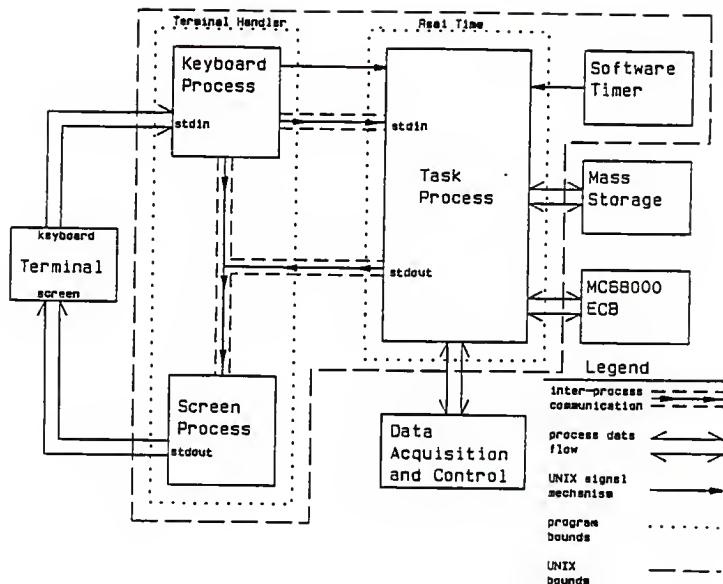 Terminal Handler
Real Time
Keyboard
Process
stdin
stdin
Software
Timer
Task
Process
Mass
Storage
keyboard
Terminal
screen
stdout
MC68000
ECB
Screen
Process
stdout
Data
Acquisition
and Control
Legend
inter-process
communication
process data
flow
UNIX signal
mechanism
program
bounds
UNIX
bounds